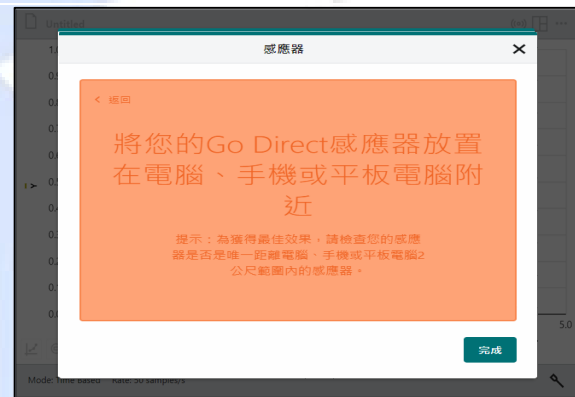 Untitled
感應器
< 返回
將您的Go Direct感應器放置
在電腦、手機或平板電腦附
近
提示：為獲得最佳效果，請檢查您的感應
器是否是唯一距離電腦、手機或平板電腦2
公尺範圍內的感應器。
5.0
完成
Mode: Time Based Rate: 50 samples/s